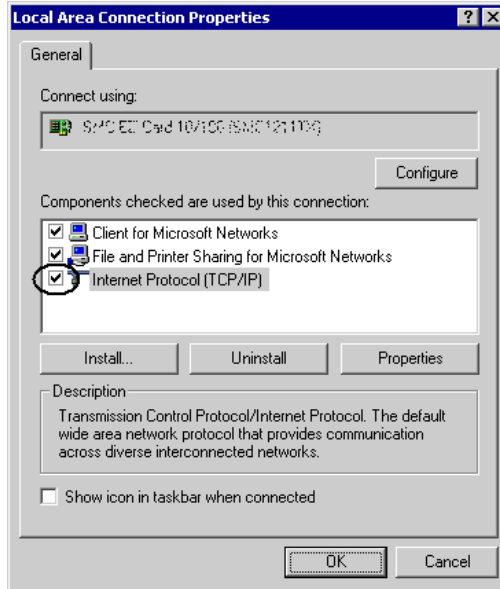 Local Area Connection Properties
General
Connect using:
Card
Configure
Components checked are used by this connection:
Client for Microsoft Networks
File and Printer Sharing for Microsoft Networks
Internet Protocol (TCP/IP)
Install...
Uninstall
Properties
Description
Transmission Control Protocol/Internet Protocol. The default
wide area network protocol that provides communication
across diverse interconnected networks.
Show icon in taskbar when connected
OK
Cancel